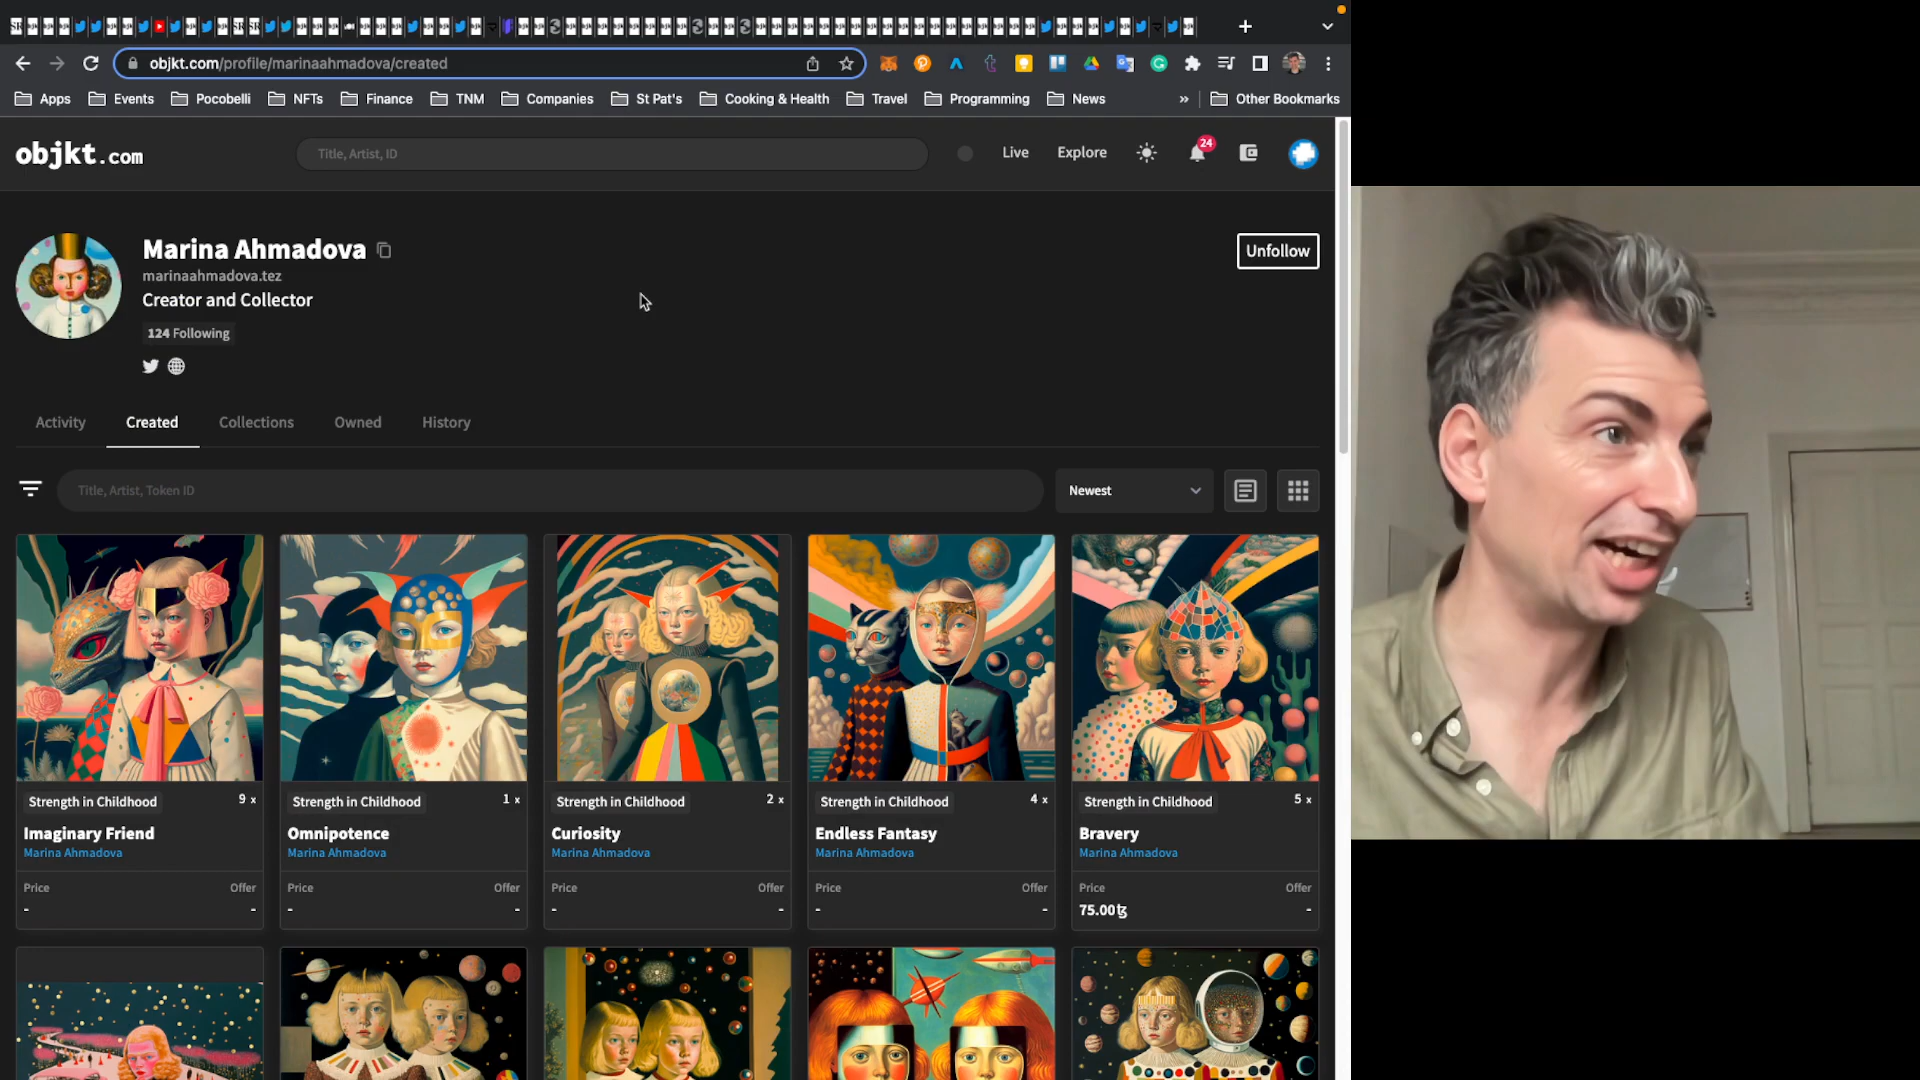 objkt.com/profile/marinaahmadova/created
Apps
Events
Pocobelli
NFTs
Finance
TNM
Companies
St Pat's
Cooking & Health
Travel
Programming
News
»
Other Bookmarks
objkt.com
Title, Artist, ID
Live
Explore
24
Marina Ahmadova
marinaahmadova.tez
Creator and Collector
124 Following
Unfollow
Activity
Created
Collections
Owned
History
Title, Artist, Token ID
Newest
Strength in Childhood 9 x
Imaginary Friend
Marina Ahmadova
Price Offer
- -
Strength in Childhood 1 x
Omnipotence
Marina Ahmadova
Price Offer
- -
Strength in Childhood 2 x
Curiosity
Marina Ahmadova
Price Offer
- -
Strength in Childhood 4 x
Endless Fantasy
Marina Ahmadova
Price Offer
- -
Strength in Childhood 5 x
Bravery
Marina Ahmadova
Price Offer
75.00ꜩ -